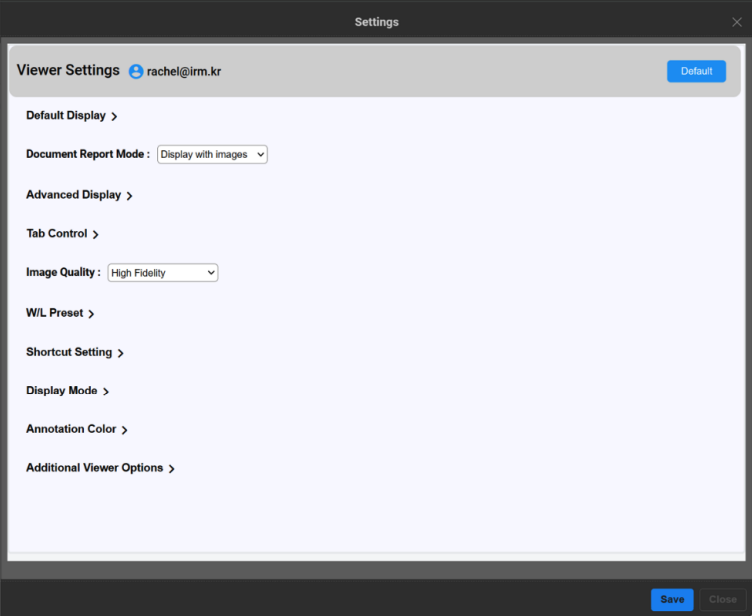 Settings
Viewer Settings rachel@irm.kr Default
Default Display
Document Report Mode : Display with images
Advanced Display
Tab Control
Image Quality : High Fidelity
W/L Preset
Shortcut Setting
Display Mode
Annotation Color
Additional Viewer Options
Save Close